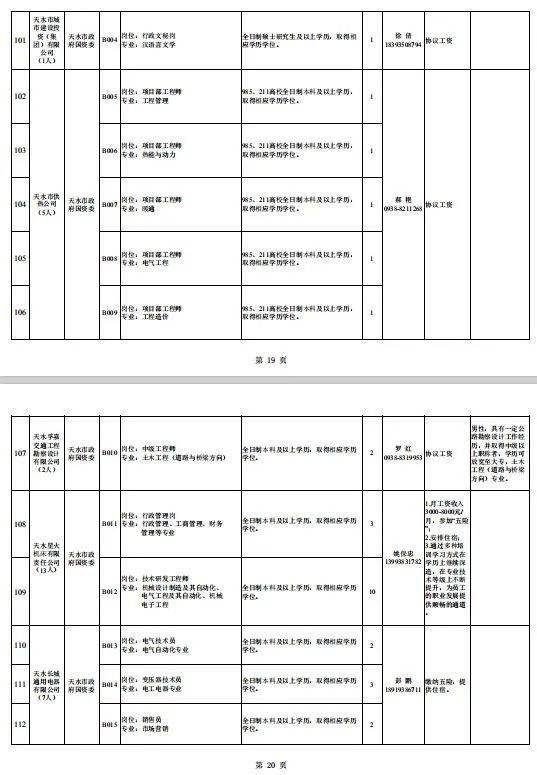 101
天水市城
市建设投
资（集
团）有限
公司
（1人）
天水市政
府国资委
B004
岗位：行政文秘岗
专业：汉语言文学
全日制硕士研究生及以上学历，取得相
应学历学位。
1
徐 倩
18393508794
协议工资
102
天水市供
热公司
（5人）
天水市政
府国资委
B005
岗位：项目部工程师
专业：工程管理
985、211高校全日制本科及以上学历，
取得相应学历学位。
1
郝 艳
0938-8211268
协议工资
103
B006
岗位：项目部工程师
专业：热能与动力
985、211高校全日制本科及以上学历，
取得相应学历学位。
1
104
B007
岗位：项目部工程师
专业：暖通
985、211高校全日制本科及以上学历，
取得相应学历学位。
1
105
B008
岗位：项目部工程师
专业：电气工程
985、211高校全日制本科及以上学历，
取得相应学历学位。
1
106
B009
岗位：项目部工程师
专业：工程造价
985、211高校全日制本科及以上学历，
取得相应学历学位。
1
第 19 页
107
天水孚嘉
交通工程
勘察设计
有限公司
（2人）
天水市政
府国资委
B010
岗位：中级工程师
专业：土木工程（道路与桥梁方向）
全日制本科及以上学历，取得相应学历
学位。
2
罗 红
0938-8319953
协议工资
男性，具有一定公
路勘察设计工作经
历，并取得中级以
上职称者，学历可
放宽至大专，土木
工程（道路与桥梁
方向）专业。
108
天水星火
机床有限
责任公司
（13人）
天水市政
府国资委
B011
岗位：行政管理岗
专业：行政管理、工商管理、财务
管理等专业
全日制本科及以上学历，取得相应学历
学位。
3
姚保忠
13993831782
1.月工资收入
3000-8000元/
月，参加“五险
”；
2.安排住宿；
3.通过多种培
训学习方式在
学历上继续深
造，在专业技
术等级上不断
提升，为员工
的职业发展提
供顺畅的通道
。
109
B012
岗位：技术研发工程师
专业：机械设计制造及其自动化、
电气工程及其自动化、机械
电子工程
全日制本科及以上学历，取得相应学历
学位。
10
110
天水长城
通用电器
有限公司
（7人）
天水市政
府国资委
B013
岗位：电气技术员
专业：电气自动化专业
全日制本科及以上学历，取得相应学历
学位。
2
彭 鹏
18919386711
缴纳五险，提
供住宿。
111
B014
岗位：变压器技术员
专业：电工电器专业
全日制本科及以上学历，取得相应学历
学位。
3
112
B015
岗位：销售员
专业：市场营销
全日制本科及以上学历，取得相应学历
学位。
2
第 20 页